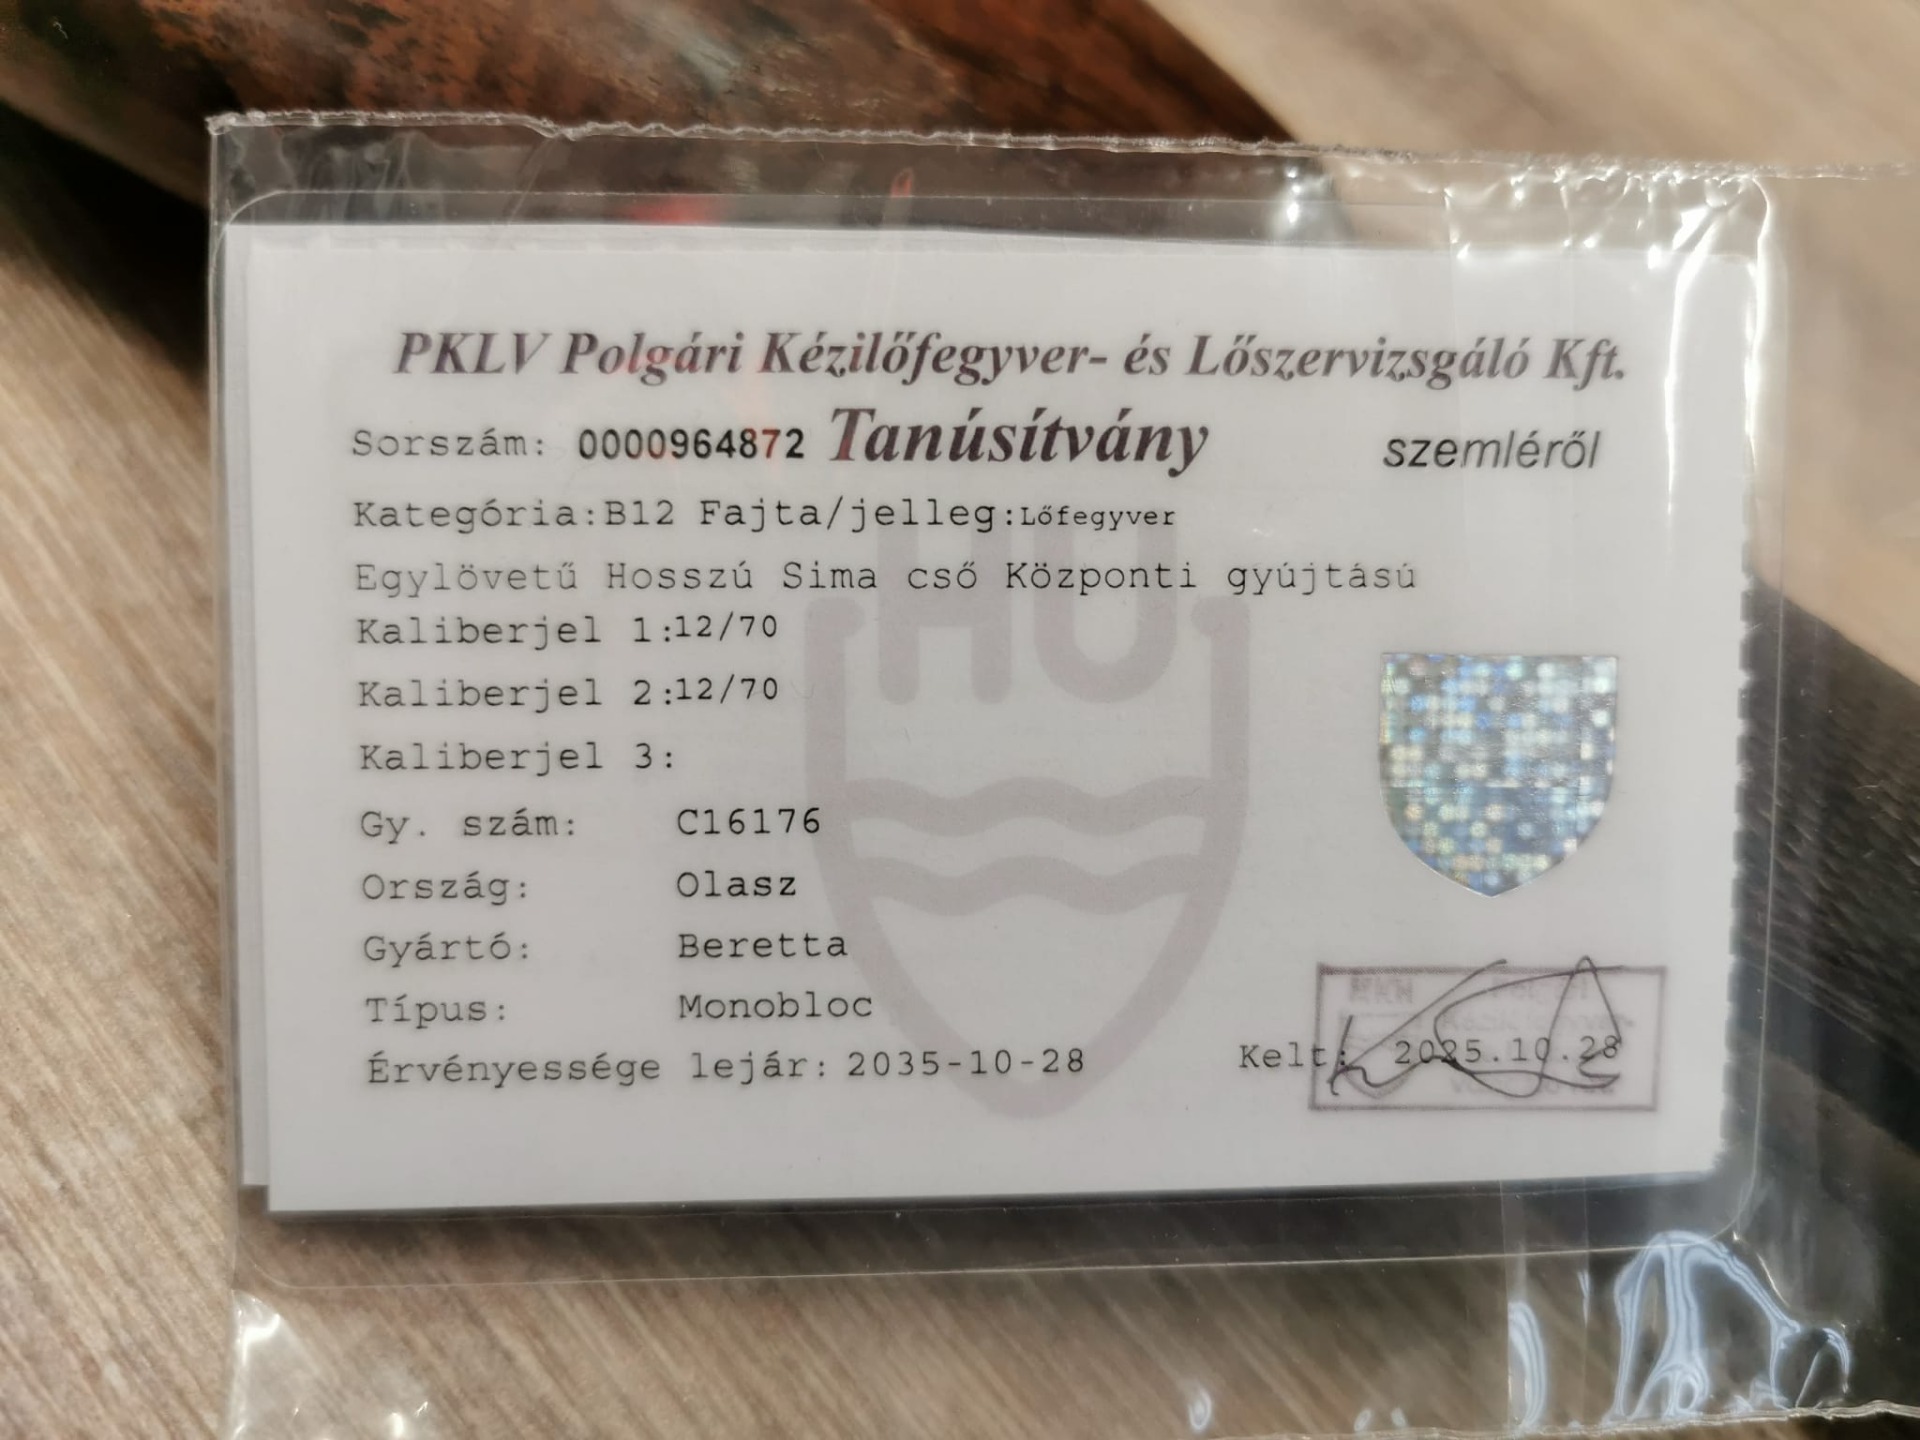 PKLV Polgári Kézilőfegyver- és Lőszervizsgáló Kft.
Sorszám: 0000964872 Tanúsítvány szemléről
Kategória:B12 Fajta/jelleg:Lőfegyver
Egylövetű Hosszú Sima cső Központi gyújtású
Kaliberjel 1:12/70
Kaliberjel 2:12/70
Kaliberjel 3:
Gy. szám: C16176
Ország: Olasz
Gyártó: Beretta
Típus: Monobloc
Érvényessége lejár: 2035-10-28 Kelt: 2025.10.28
HU